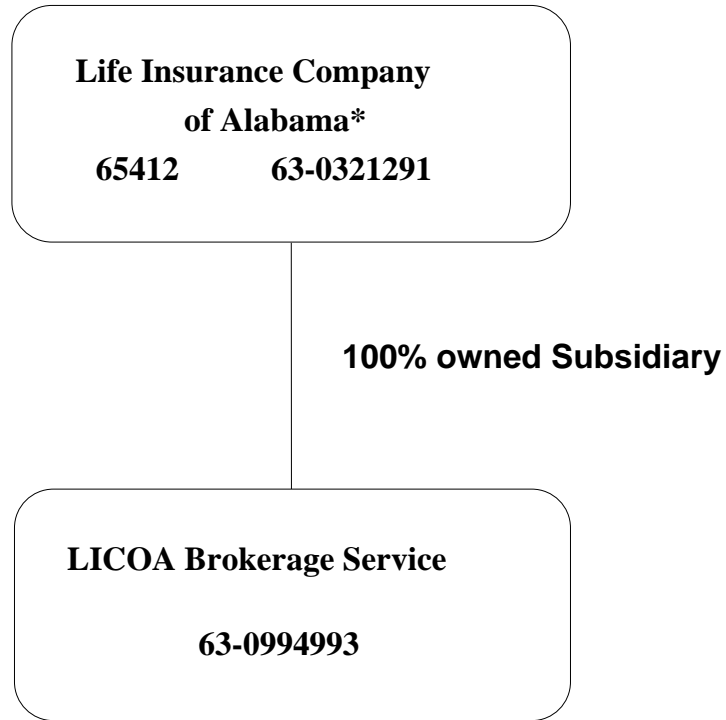 Life Insurance Company
of Alabama*
65412 63-0321291
100% owned Subsidiary
LICOA Brokerage Service
63-0994993